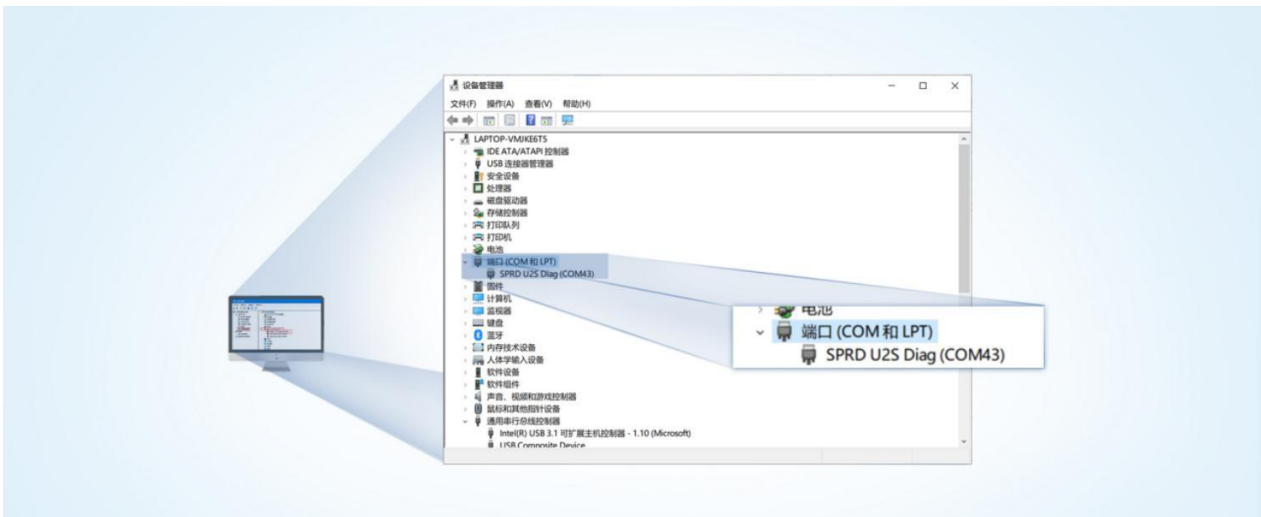 设备管理器
文件(F) 操作(A) 查看(V) 帮助(H)
LAPTOP-VMJKE6TS
IDE ATA/ATAPI 控制器
USB 连接器管理器
安全设备
处理器
磁盘驱动器
存储控制器
打印队列
打印机
电池
端口 (COM 和 LPT)
SPRD U2S Diag (COM43)
固件
计算机
监视器
键盘
蓝牙
内存技术设备
人体学输入设备
软件设备
软件组件
声音、视频和游戏控制器
鼠标和其他指针设备
通用串行总线控制器
Intel(R) USB 3.1 可扩展主机控制器 - 1.10 (Microsoft)
USB Composite Device
电池
端口 (COM 和 LPT)
SPRD U2S Diag (COM43)